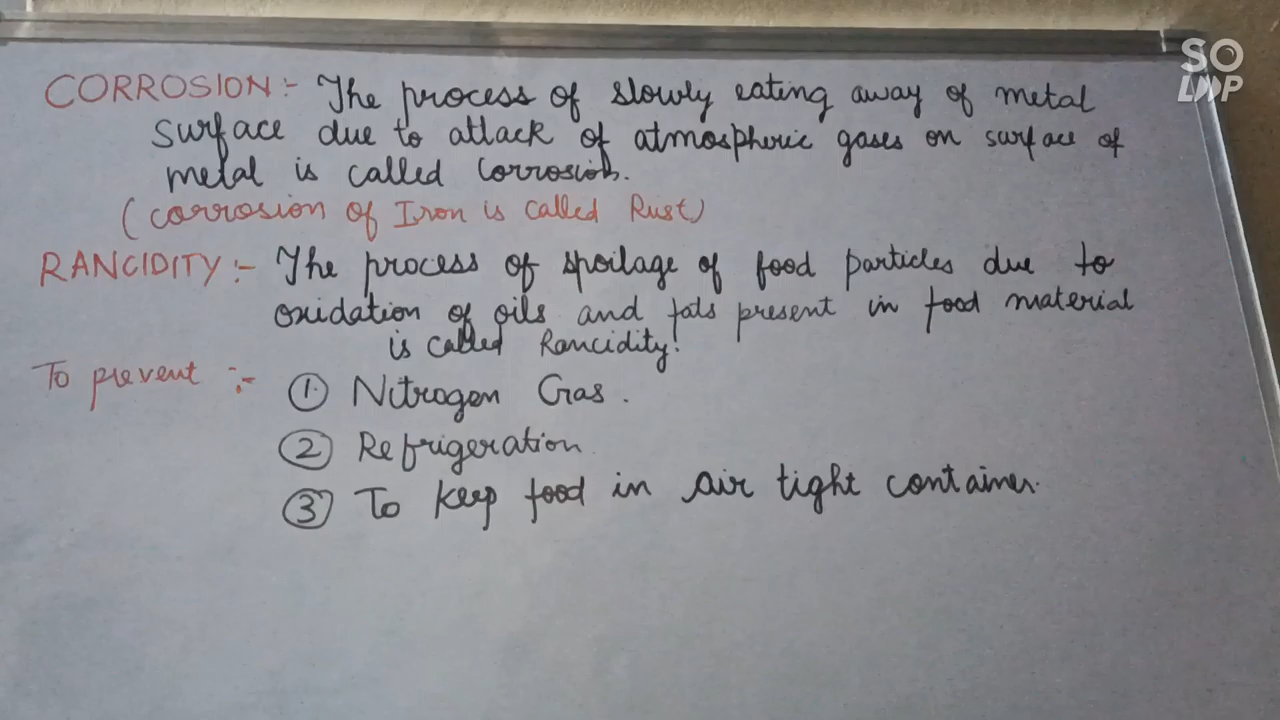 CORROSION :- The process of slowly eating away of metal
surface due to attack of atmospheric gases on surface of
metal is called Corrosion.
(corrosion of Iron is called Rust)
RANCIDITY :- The process of spoilage of food particles due to
oxidation of oils and fats present in food material
is called Rancidity.
To prevent :- ① Nitrogen Gas.
② Refrigeration
③ To keep food in air tight container.
SO
LMP